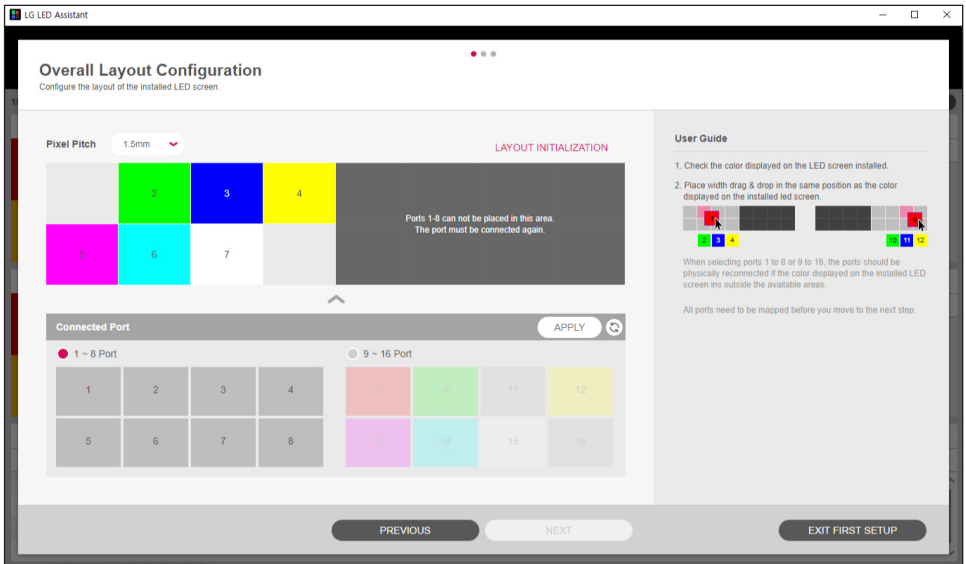 LG LED Assistant
Overall Layout Configuration
Configure the layout of the installed LED screen.
Pixel Pitch 1.5mm
LAYOUT INITIALIZATION
2 3 4
Ports 1-8 can not be placed in this area.
The port must be connected again.
5 6 7
Connected Port
APPLY
1 ~ 8 Port
9 ~ 16 Port
1 2 3 4
9 10 11 12
5 6 7 8
13 14 15 16
User Guide
1. Check the color displayed on the LED screen installed.
2. Place width drag & drop in the same position as the color
displayed on the installed led screen.
2 3 4
10 11 12
When selecting ports 1 to 8 or 9 to 16, the ports should be
physically reconnected if the color displayed on the installed LED
screen ins outside the available areas.
All ports need to be mapped before you move to the next step.
PREVIOUS
NEXT
EXIT FIRST SETUP